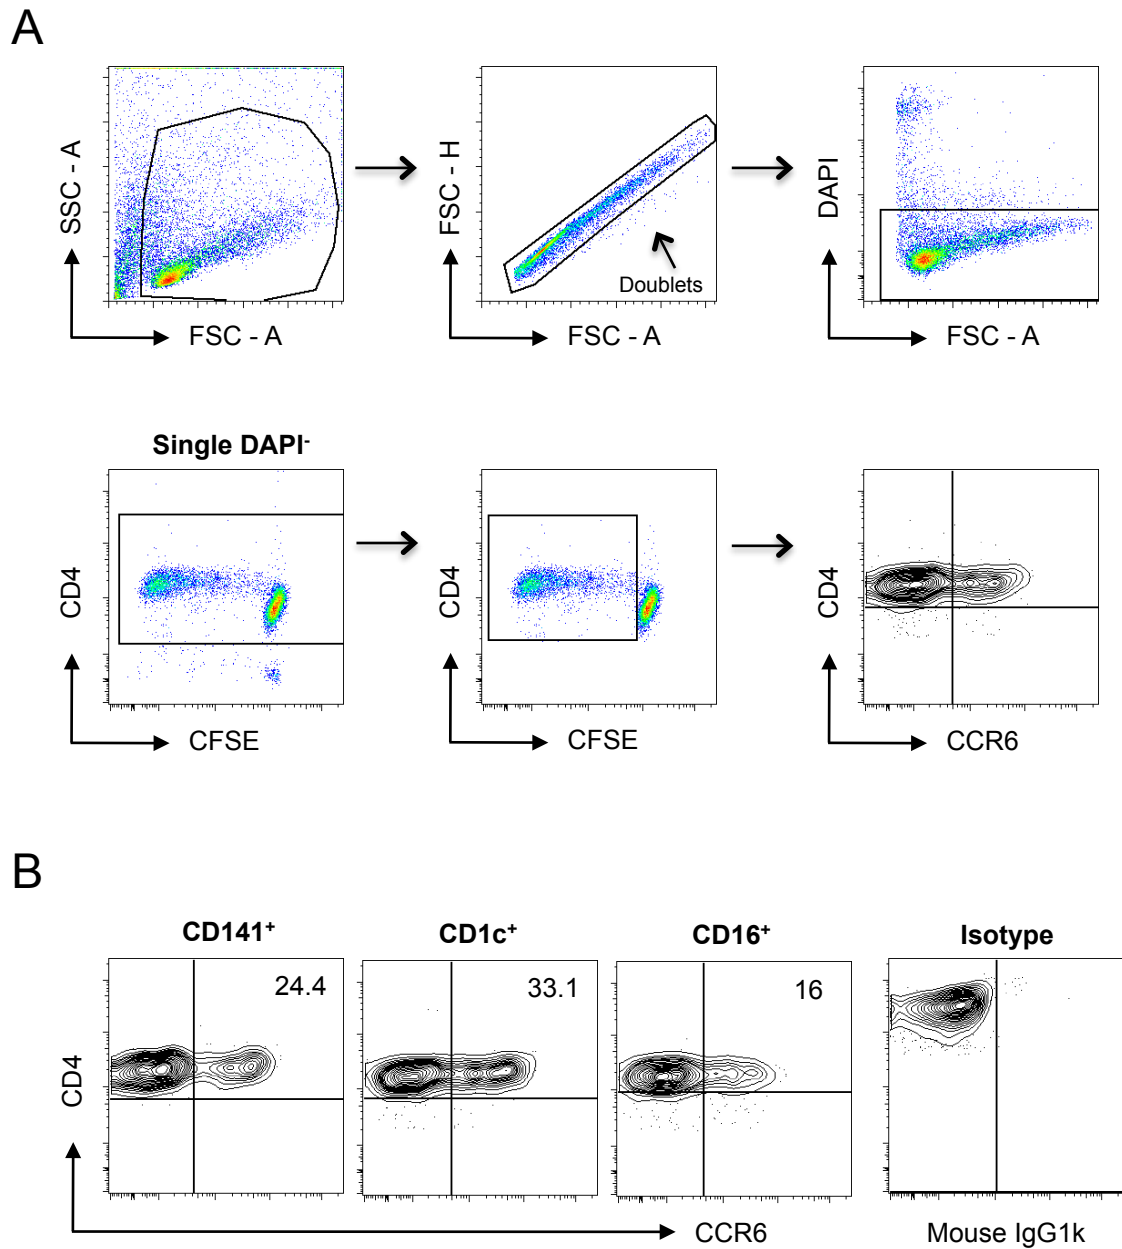 A
SSC - A
FSC - A
FSC - H
Doublets
FSC - A
DAPI
FSC - A
Single DAPI⁻
CD4
CFSE
CD4
CFSE
CD4
CCR6
B
CD141⁺
CD1c⁺
CD16⁺
Isotype
24.4
33.1
16
CD4
CCR6
Mouse IgG1k